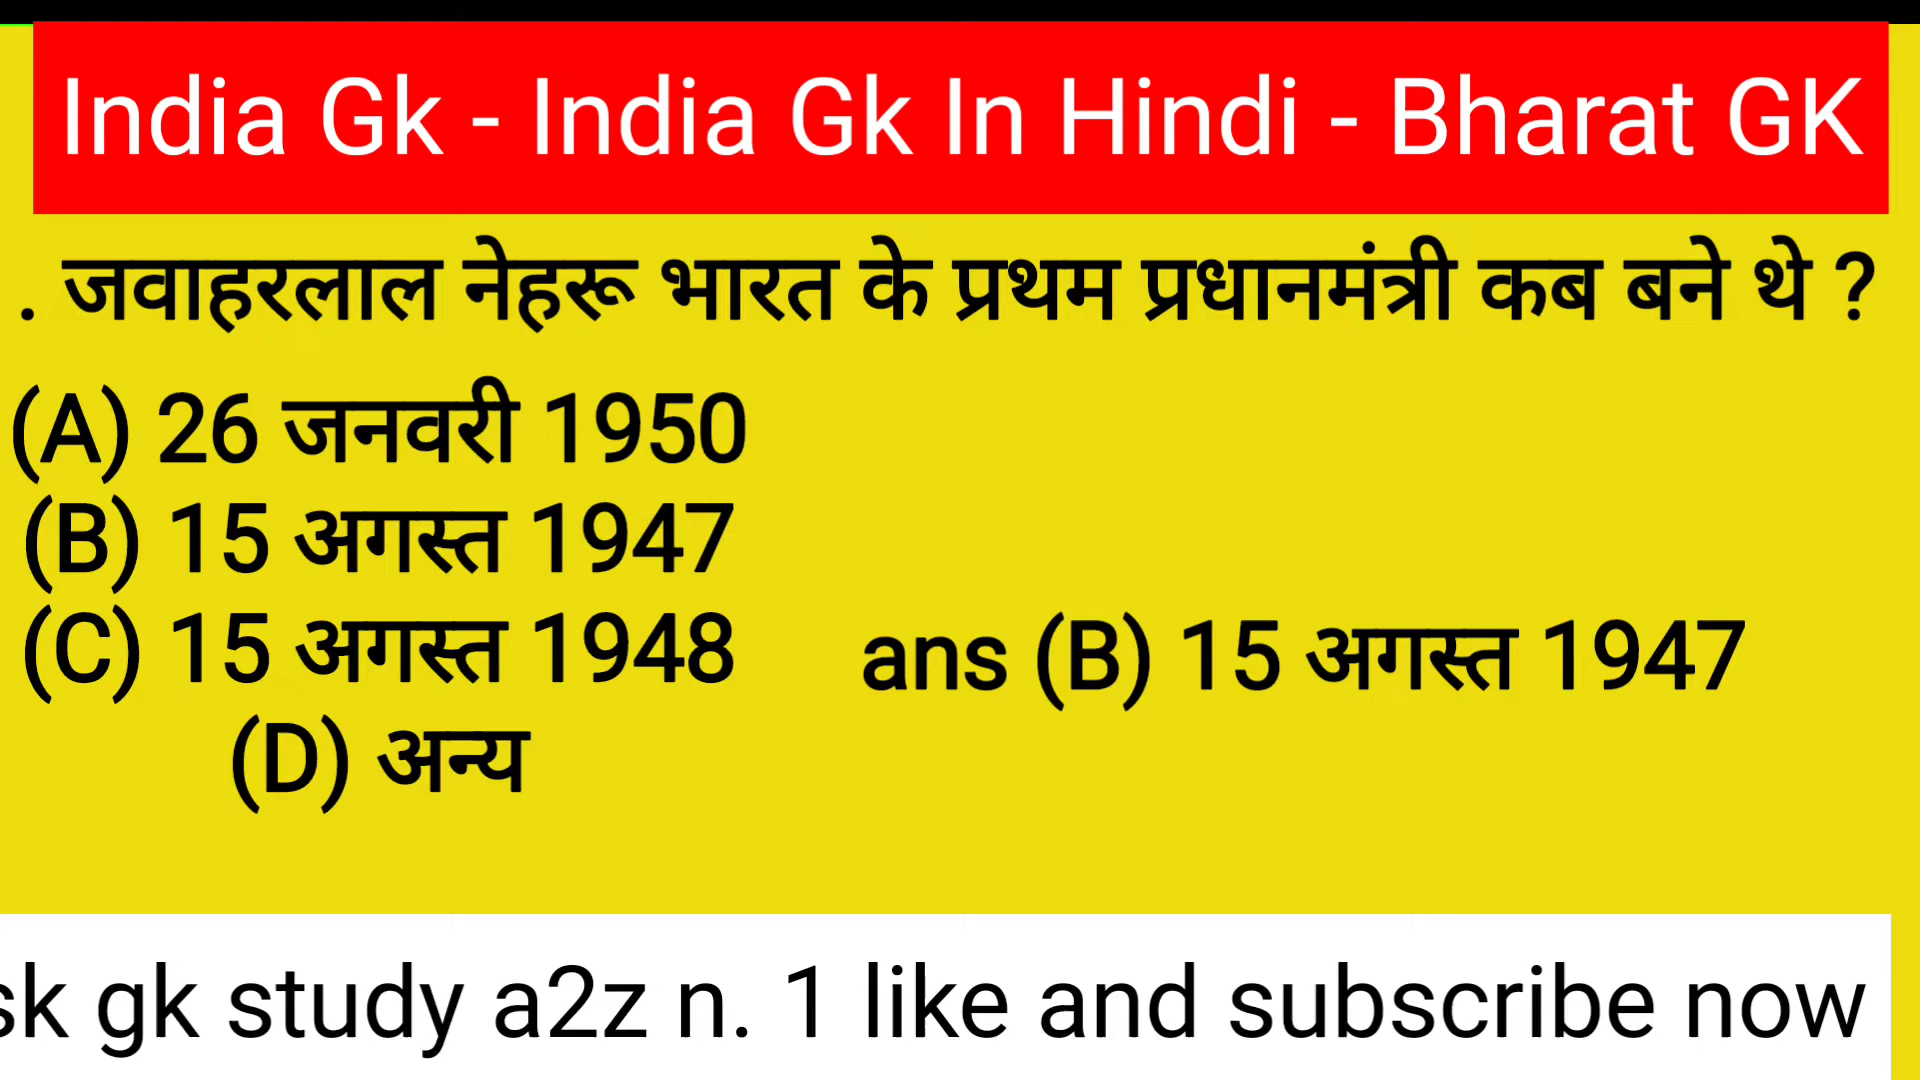 India Gk - India Gk In Hindi - Bharat GK
. जवाहरलाल नेहरू भारत के प्रथम प्रधानमंत्री कब बने थे ?
(A) 26 जनवरी 1950
(B) 15 अगस्त 1947
(C) 15 अगस्त 1948
(D) अन्य
ans (B) 15 अगस्त 1947
sk gk study a2z n. 1 like and subscribe now